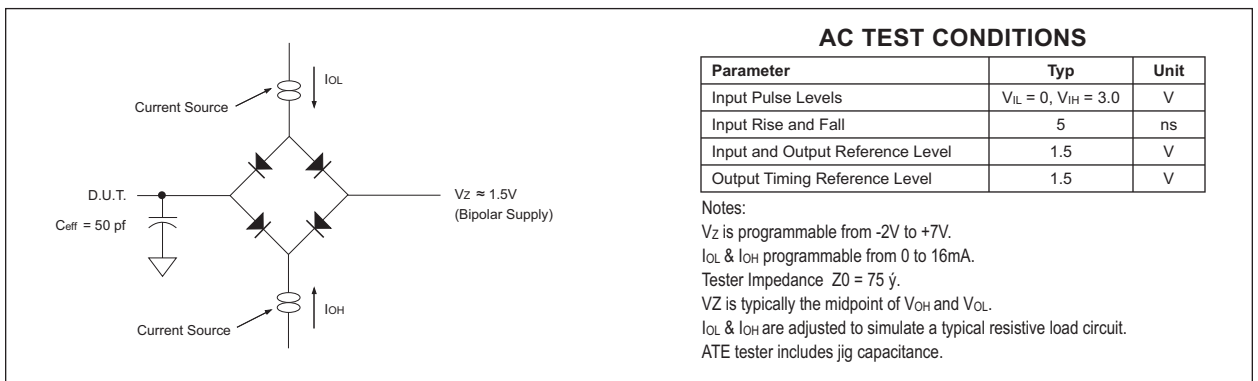 IOL
Current Source
D.U.T.
Ceff = 50 pf
VZ ≈ 1.5V
(Bipolar Supply)
IOH
Current Source
AC TEST CONDITIONS
Parameter Typ Unit
Input Pulse Levels VIL = 0, VIH = 3.0 V
Input Rise and Fall 5 ns
Input and Output Reference Level 1.5 V
Output Timing Reference Level 1.5 V
Notes:
VZ is programmable from -2V to +7V.
IOL & IOH programmable from 0 to 16mA.
Tester Impedance Z0 = 75 ý.
VZ is typically the midpoint of VOH and VOL.
IOL & IOH are adjusted to simulate a typical resistive load circuit.
ATE tester includes jig capacitance.